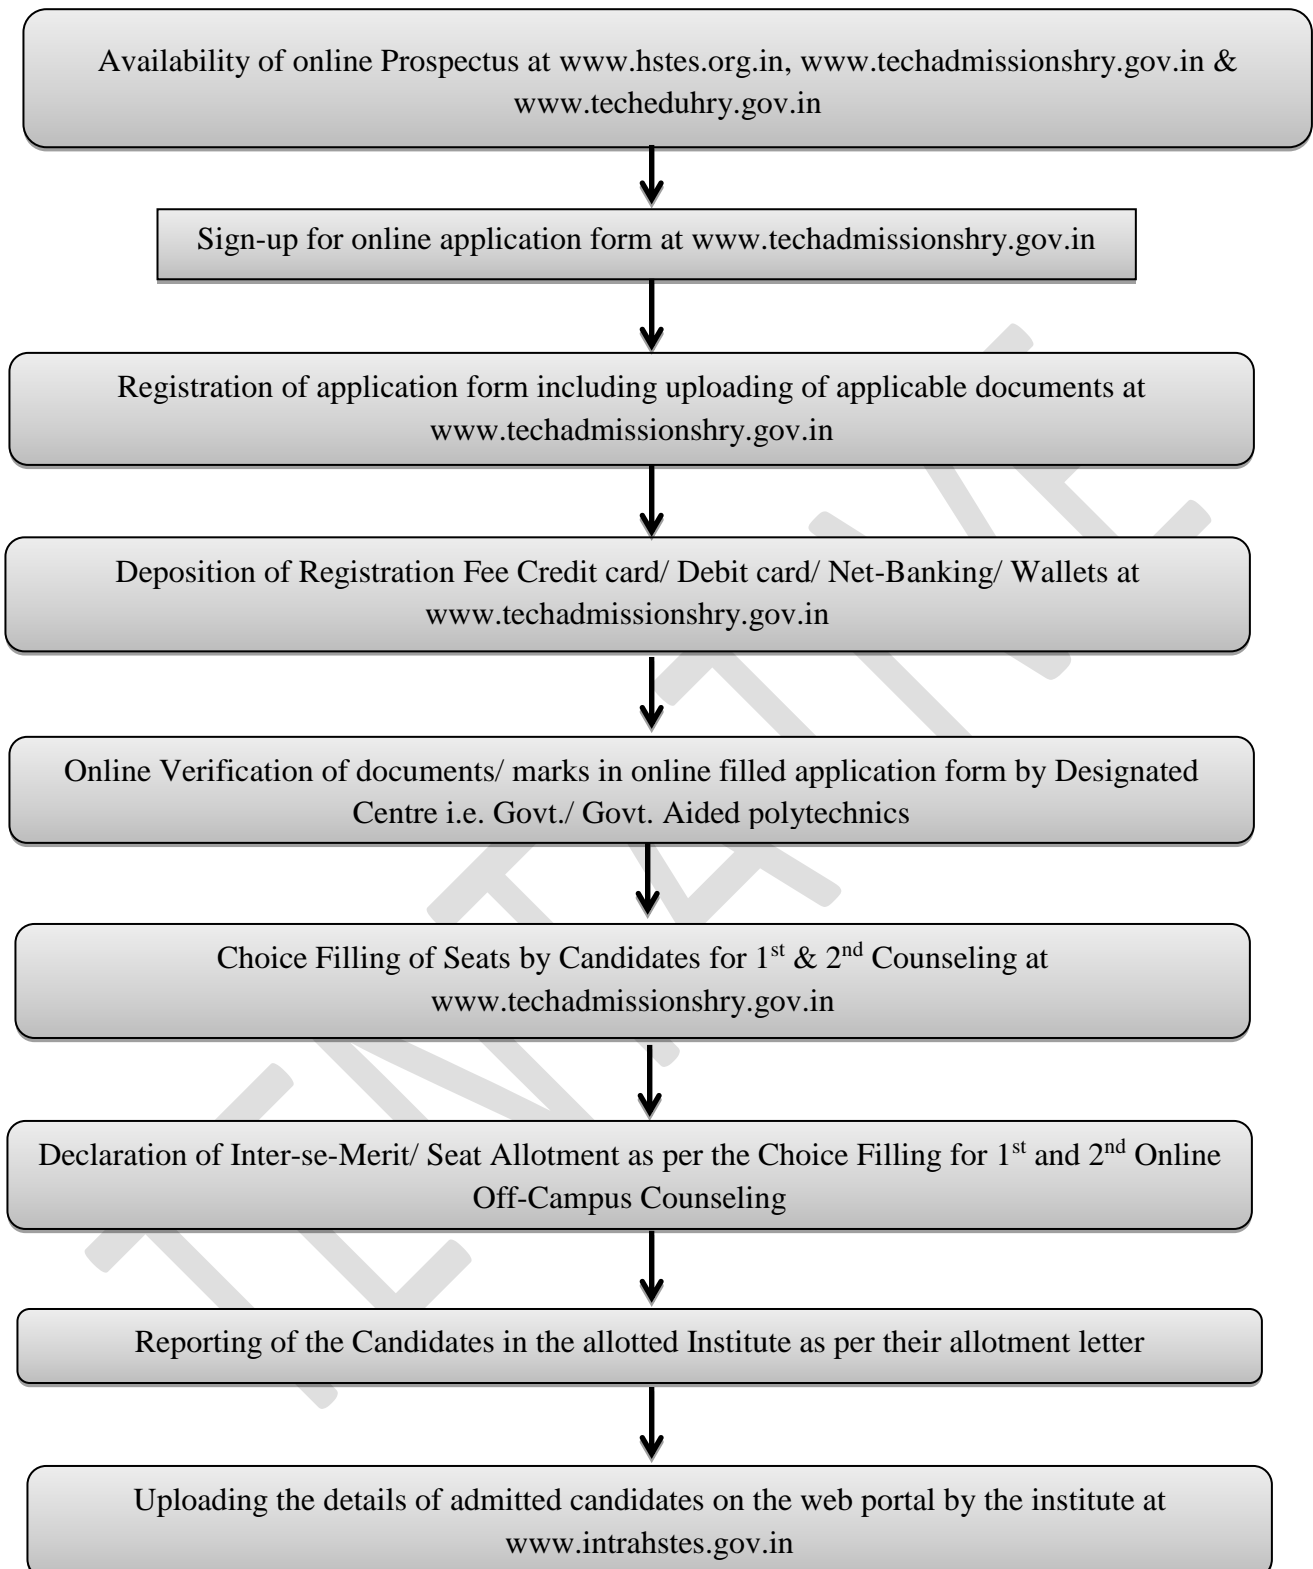 Availability of online Prospectus at www.hstes.org.in, www.techadmissionshry.gov.in &
www.techeduhry.gov.in
Sign-up for online application form at www.techadmissionshry.gov.in
Registration of application form including uploading of applicable documents at
www.techadmissionshry.gov.in
Deposition of Registration Fee Credit card/ Debit card/ Net-Banking/ Wallets at
www.techadmissionshry.gov.in
Online Verification of documents/ marks in online filled application form by Designated
Centre i.e. Govt./ Govt. Aided polytechnics
Choice Filling of Seats by Candidates for 1st & 2nd Counseling at
www.techadmissionshry.gov.in
Declaration of Inter-se-Merit/ Seat Allotment as per the Choice Filling for 1st and 2nd Online
Off-Campus Counseling
Reporting of the Candidates in the allotted Institute as per their allotment letter
Uploading the details of admitted candidates on the web portal by the institute at
www.intrahstes.gov.in
TENTATIVE